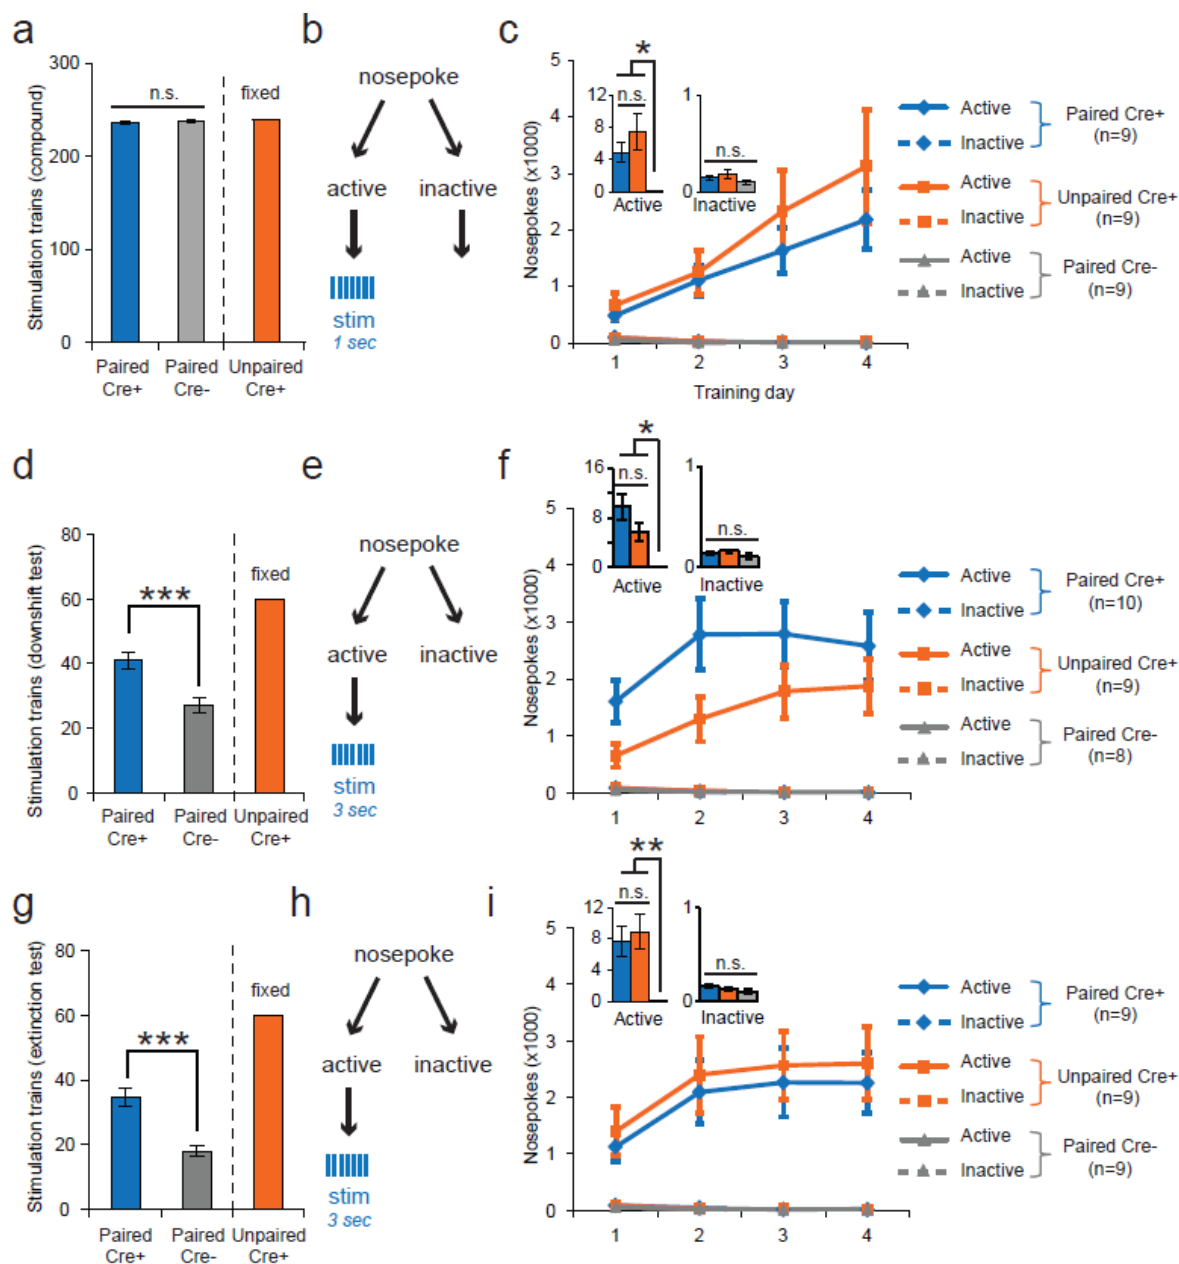 a
b
c
Stimulation trains (compound)
300
200
100
0
n.s.
fixed
Paired
Cre+
Paired
Cre-
Unpaired
Cre+
nosepoke
active
inactive
stim
1 sec
Nosepokes (x1000)
5
4
3
2
1
0
1
2
3
4
Training day
*
n.s.
12
8
4
0
Active
1
0
n.s.
Inactive
Active
Inactive
Paired Cre+
(n=9)
Active
Inactive
Unpaired Cre+
(n=9)
Active
Inactive
Paired Cre-
(n=9)
d
e
f
Stimulation trains (downshift test)
80
60
40
20
0
***
fixed
Paired
Cre+
Paired
Cre-
Unpaired
Cre+
nosepoke
active
inactive
stim
3 sec
Nosepokes (x1000)
5
4
3
2
1
0
1
2
3
4
*
n.s.
16
8
0
Active
1
0
n.s.
Inactive
Active
Inactive
Paired Cre+
(n=10)
Active
Inactive
Unpaired Cre+
(n=9)
Active
Inactive
Paired Cre-
(n=8)
g
h
i
Stimulation trains (extinction test)
80
60
40
20
0
***
fixed
Paired
Cre+
Paired
Cre-
Unpaired
Cre+
nosepoke
active
inactive
stim
3 sec
Nosepokes (x1000)
5
4
3
2
1
0
1
2
3
4
**
n.s.
12
8
4
0
Active
1
0
n.s.
Inactive
Active
Inactive
Paired Cre+
(n=9)
Active
Inactive
Unpaired Cre+
(n=9)
Active
Inactive
Paired Cre-
(n=9)